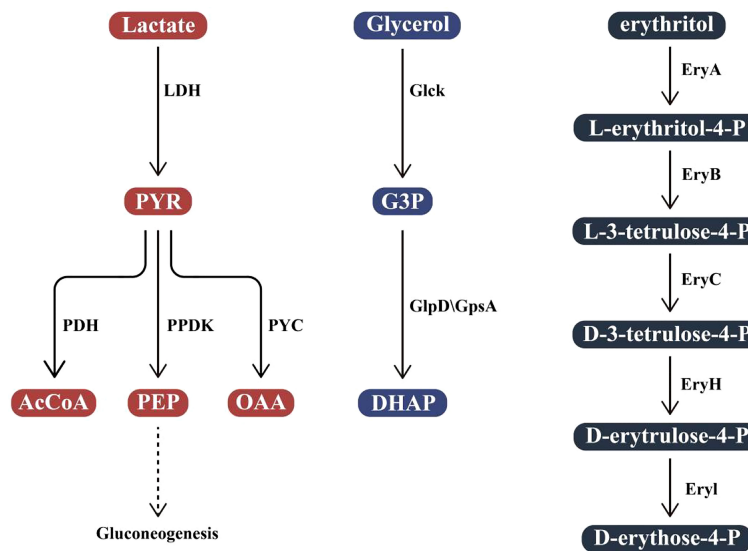 Lactate
LDH
PYR
PDH
PPDK
PYC
AcCoA
PEP
OAA
Gluconeogenesis
Glycerol
Glck
G3P
GlpD\GpsA
DHAP
erythritol
EryA
L-erythritol-4-P
EryB
L-3-tetrulose-4-P
EryC
D-3-tetrulose-4-P
EryH
D-erytrulose-4-P
Eryl
D-erythose-4-P